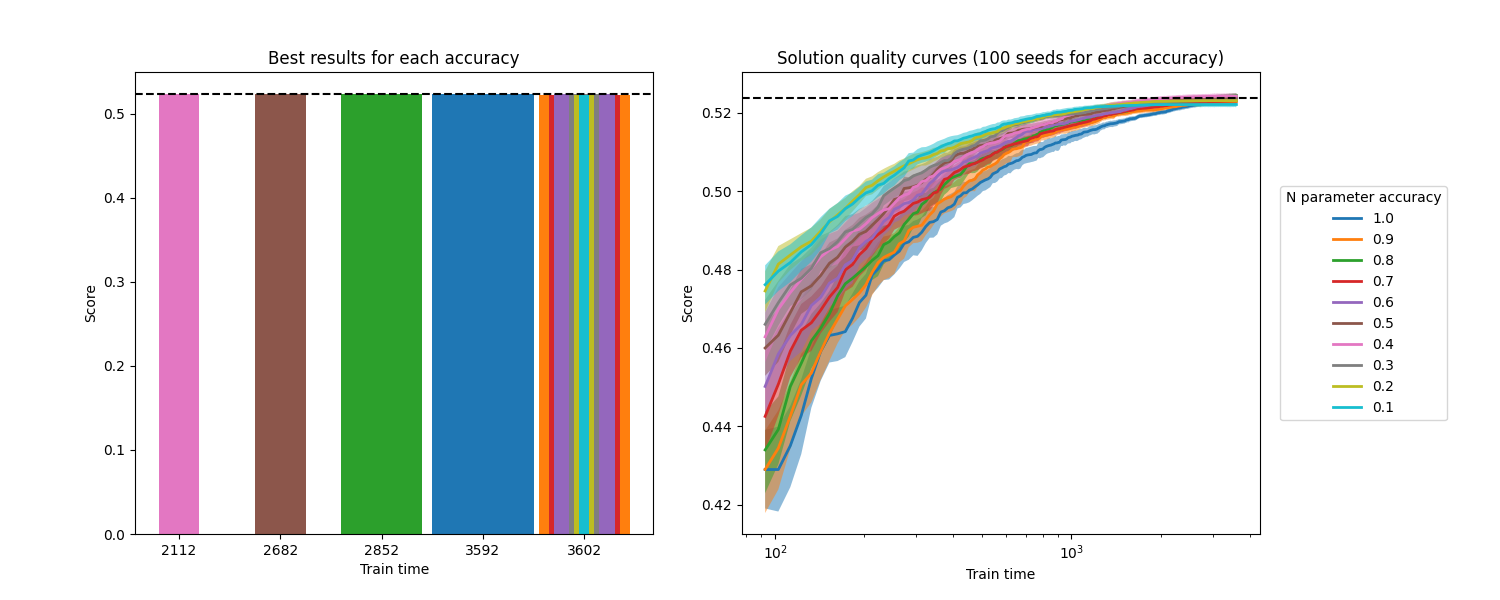 Best results for each accuracy
Score
0.5
0.4
0.3
0.2
0.1
0.0
2112 2682 2852 3592 3602
Train time
Solution quality curves (100 seeds for each accuracy)
Score
0.52
0.50
0.48
0.46
0.44
0.42
10² 10³
Train time
N parameter accuracy
1.0
0.9
0.8
0.7
0.6
0.5
0.4
0.3
0.2
0.1